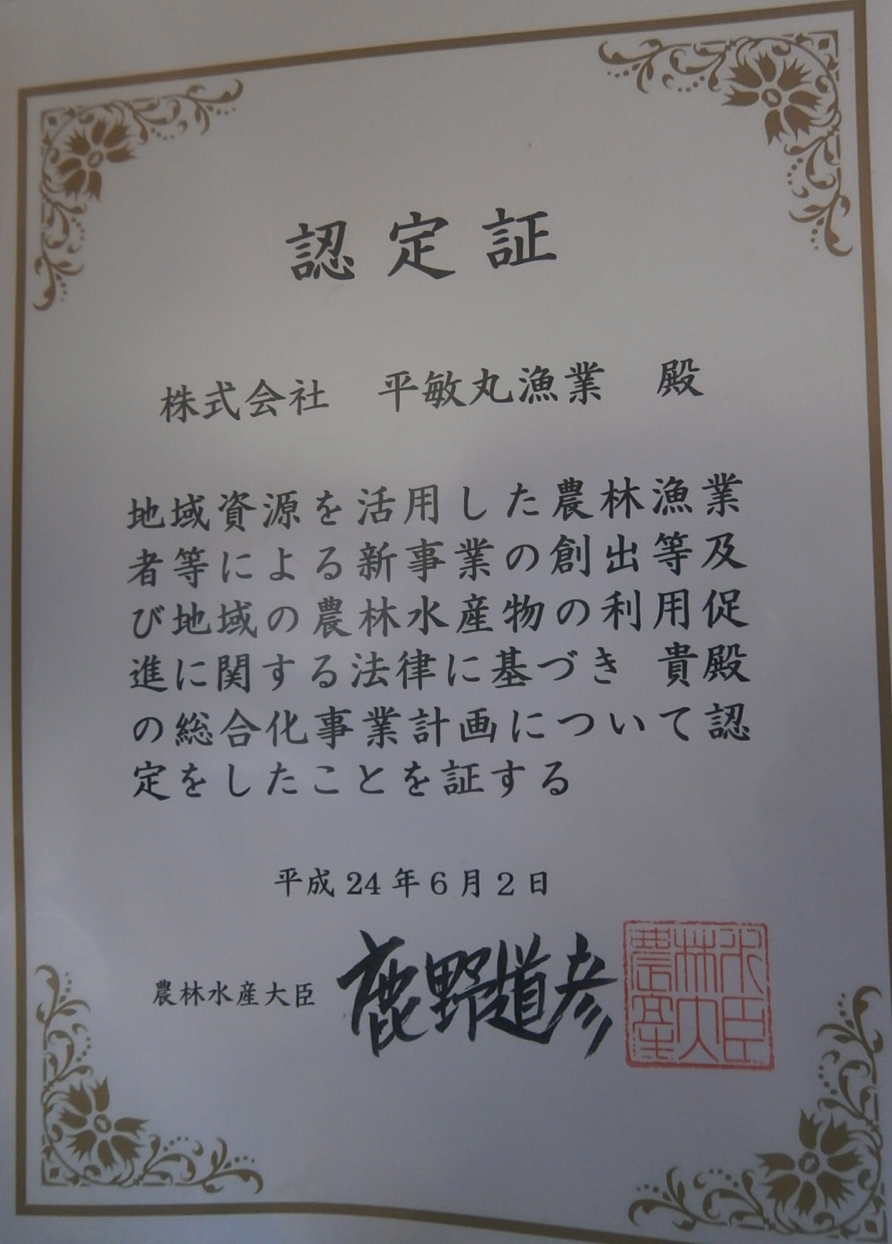 認定証
株式会社　平敏丸漁業　殿
地域資源を活用した農林漁業
者等による新事業の創出等及
び地域の農林水産物の利用促
進に関する法律に基づき 貴殿
の総合化事業計画について認
定をしたことを証する
平成24年6月2日
農林水産大臣 鹿野道彦